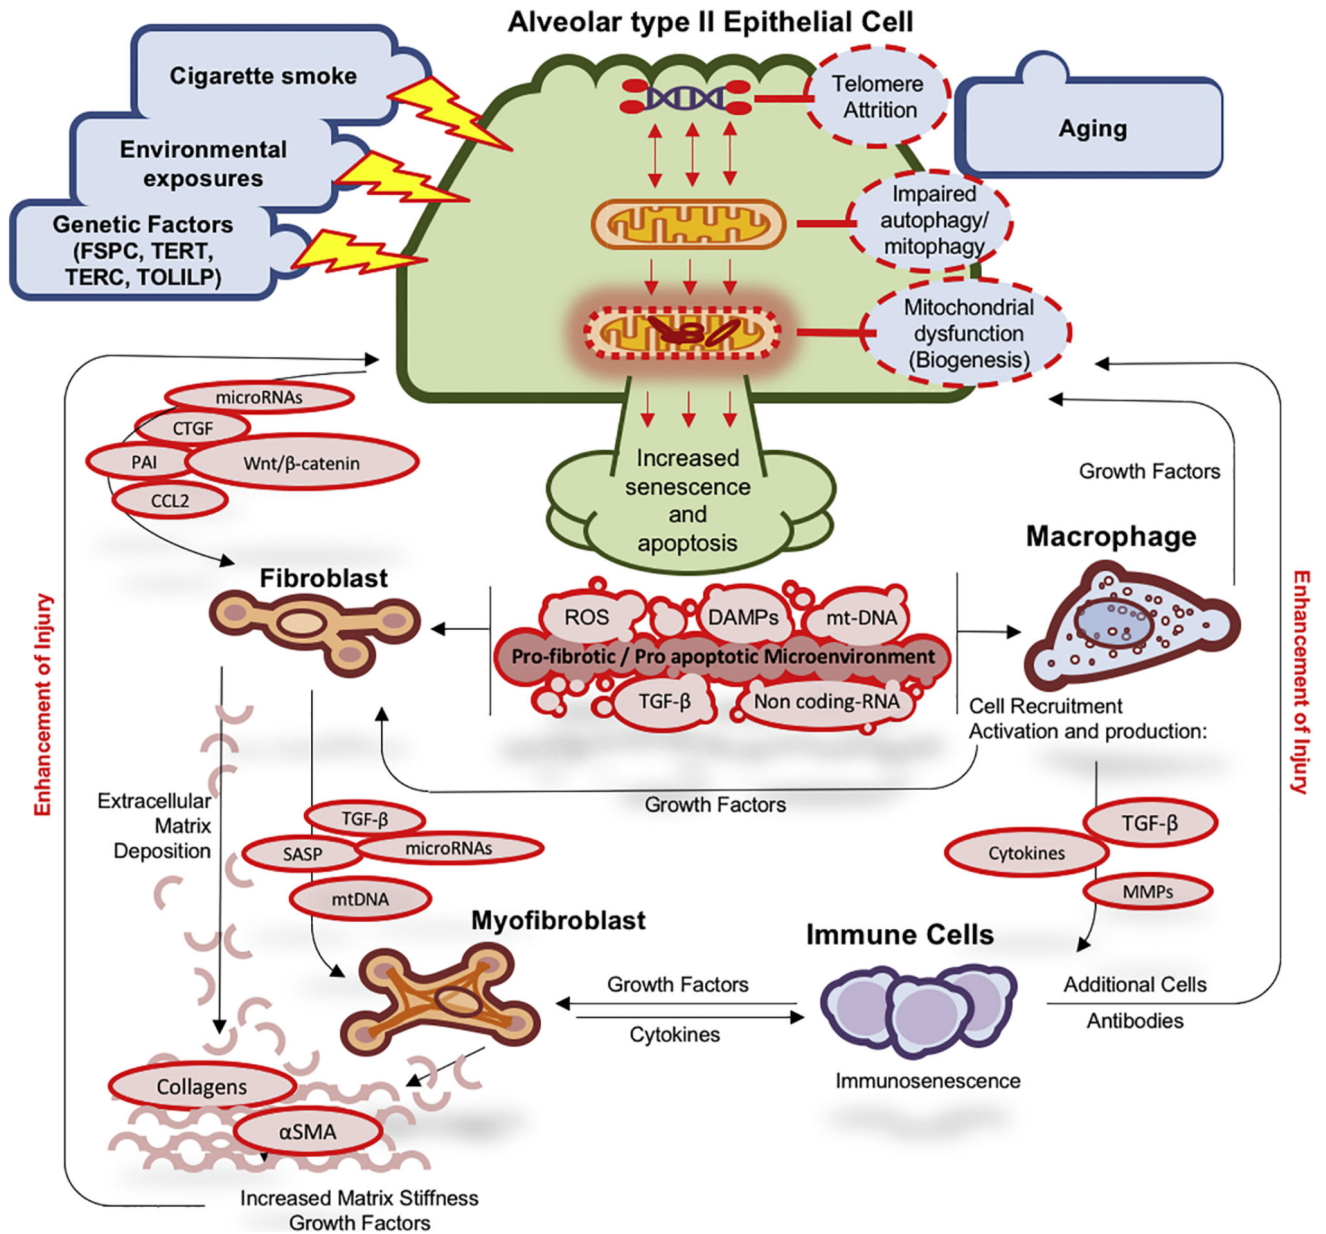 Alveolar type II Epithelial Cell
Cigarette smoke
Environmental
exposures
Genetic Factors
(FSPC, TERT,
TERC, TOLILP)
Telomere
Attrition
Aging
Impaired
autophagy/
mitophagy
Mitochondrial
dysfunction
(Biogenesis)
microRNAs
CTGF
PAI
Wnt/β-catenin
CCL2
Increased
senescence
and
apoptosis
Growth Factors
Macrophage
Fibroblast
ROS
DAMPs
mt-DNA
Pro-fibrotic / Pro apoptotic Microenvironment
TGF-β
Non coding-RNA
Cell Recruitment
Activation and production:
Enhancement of Injury
Enhancement of Injury
Growth Factors
Extracellular
Matrix
Deposition
TGF-β
SASP
microRNAs
mtDNA
TGF-β
Cytokines
MMPs
Myofibroblast
Immune Cells
Growth Factors
Cytokines
Additional Cells
Antibodies
Immunosenescence
Collagens
αSMA
Increased Matrix Stiffness
Growth Factors